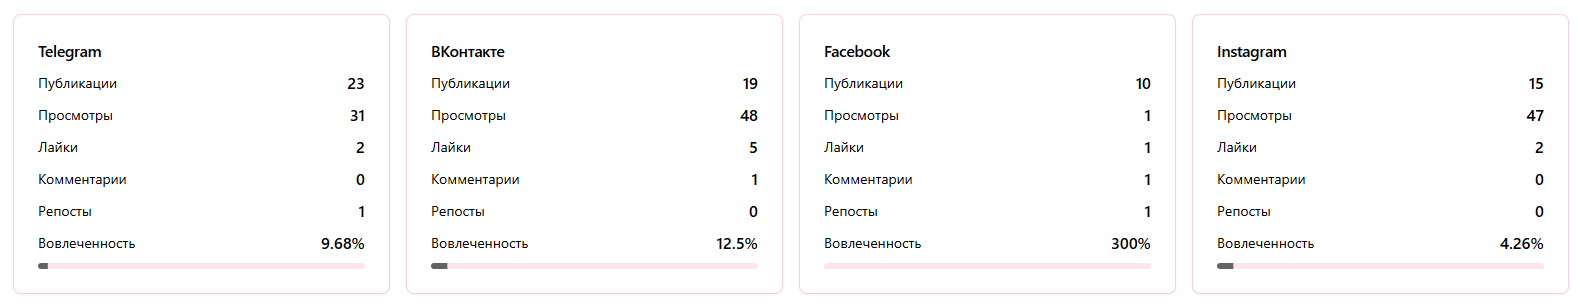 Telegram
Публикации 23
Просмотры 31
Лайки 2
Комментарии 0
Репосты 1
Вовлеченность 9.68%
ВКонтакте
Публикации 19
Просмотры 48
Лайки 5
Комментарии 1
Репосты 0
Вовлеченность 12.5%
Facebook
Публикации 10
Просмотры 1
Лайки 1
Комментарии 1
Репосты 1
Вовлеченность 300%
Instagram
Публикации 15
Просмотры 47
Лайки 2
Комментарии 0
Репосты 0
Вовлеченность 4.26%